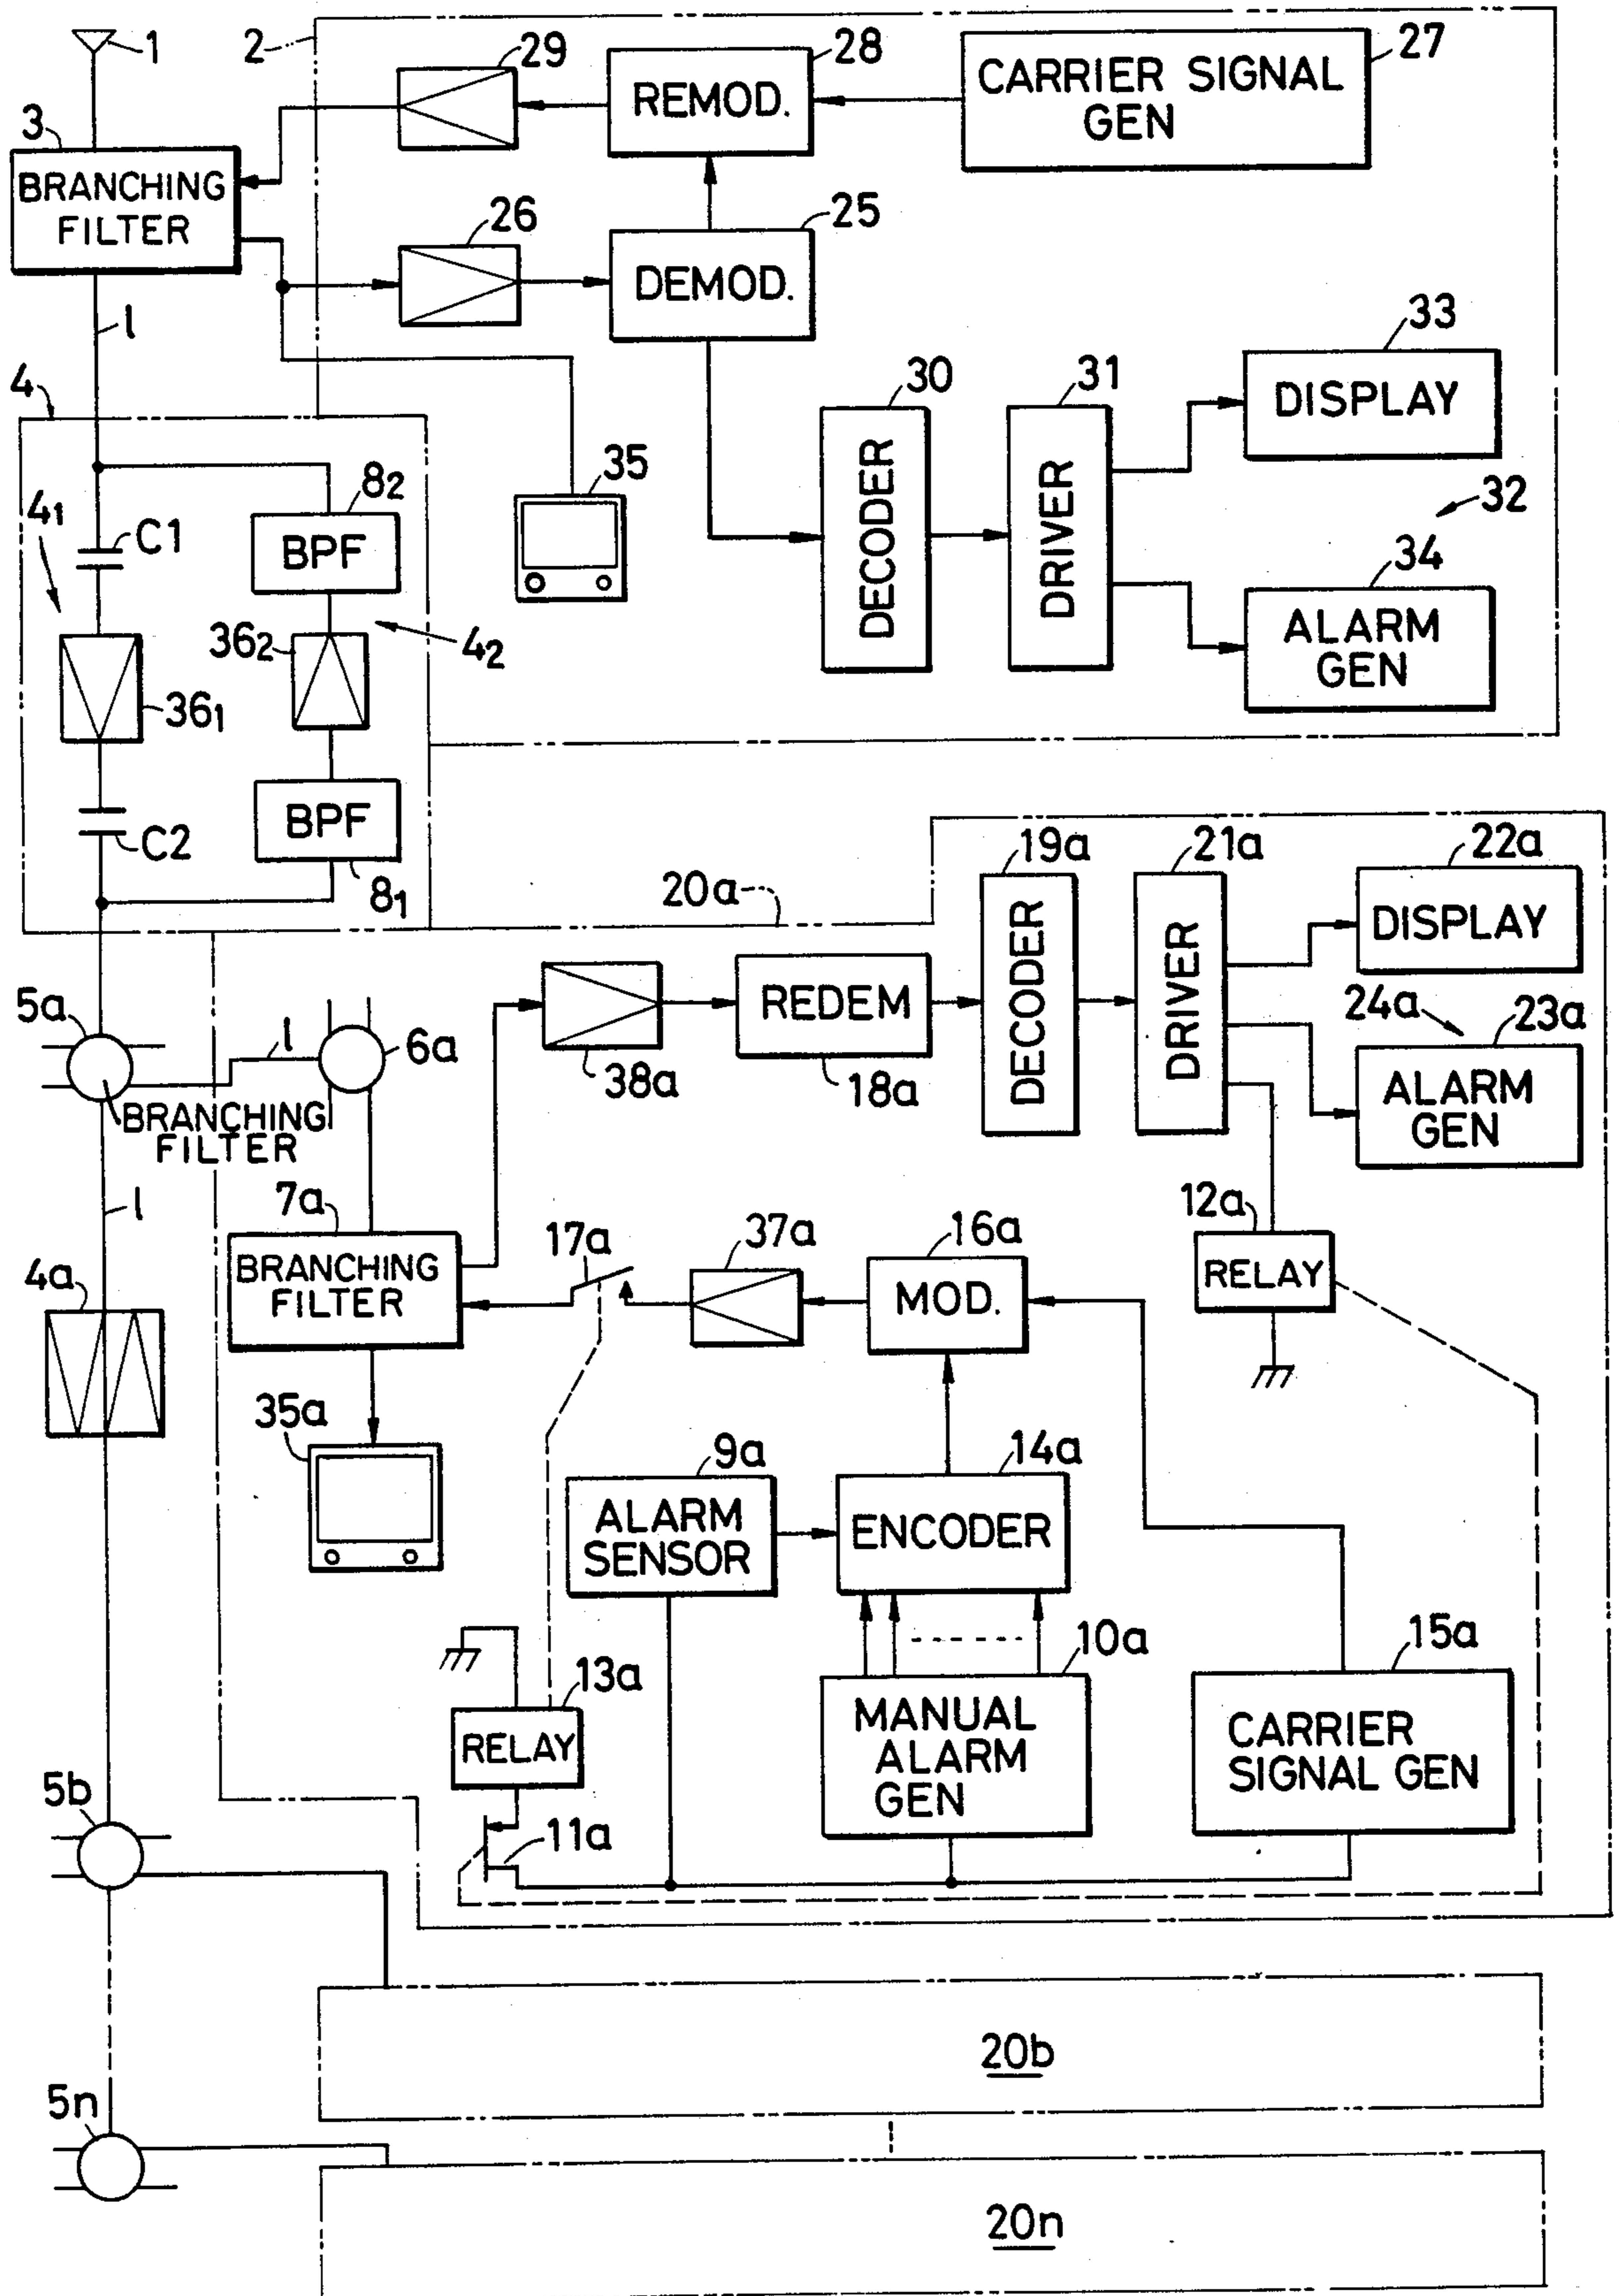 1
2
29
28
27
CARRIER SIGNAL
GEN
REMOD.
3
BRANCHING
FILTER
26
25
DEMOD.
l
33
DISPLAY
4
30
31
35
DECODER
DRIVER
32
8₂
4₁
C1
BPF
34
ALARM
GEN
36₂
4₂
36₁
BPF
C2
8₁
20a
19a
21a
22a
DISPLAY
DECODER
DRIVER
REDEM
5a
l
6a
38a
18a
24a
23a
ALARM
GEN
BRANCHING
FILTER
l
7a
17a
37a
16a
12a
BRANCHING
FILTER
MOD.
RELAY
4a
35a
9a
14a
ALARM
SENSOR
ENCODER
10a
15a
13a
MANUAL
ALARM
GEN
CARRIER
SIGNAL GEN
RELAY
5b
11a
20b
5n
20n